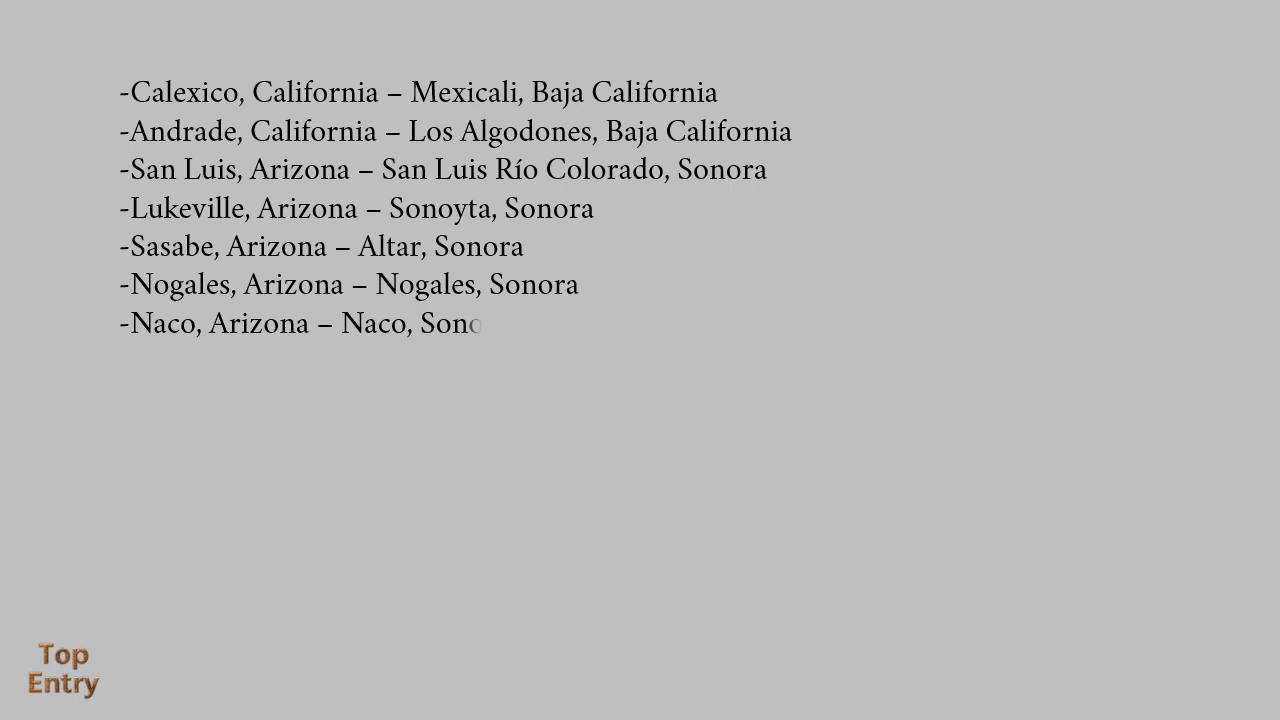 -Calexico, California – Mexicali, Baja California
-Andrade, California – Los Algodones, Baja California
-San Luis, Arizona – San Luis Río Colorado, Sonora
-Lukeville, Arizona – Sonoyta, Sonora
-Sasabe, Arizona – Altar, Sonora
-Nogales, Arizona – Nogales, Sonora
-Naco, Arizona – Naco, Sono
Top
Entry